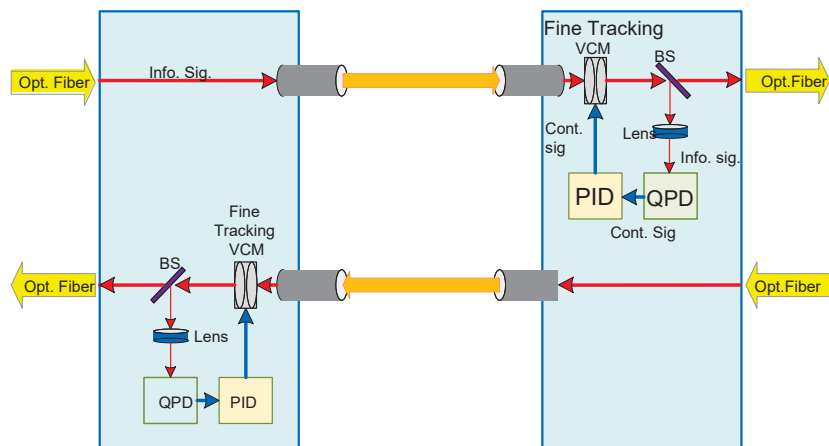 Fine Tracking
VCM
BS
Opt. Fiber
Info. Sig.
Opt.Fiber
Cont.
sig
Lens
Info. sig.
PID
QPD
Cont. Sig
Fine
Tracking
VCM
BS
Opt. Fiber
Opt.Fiber
Lens
QPD
PID